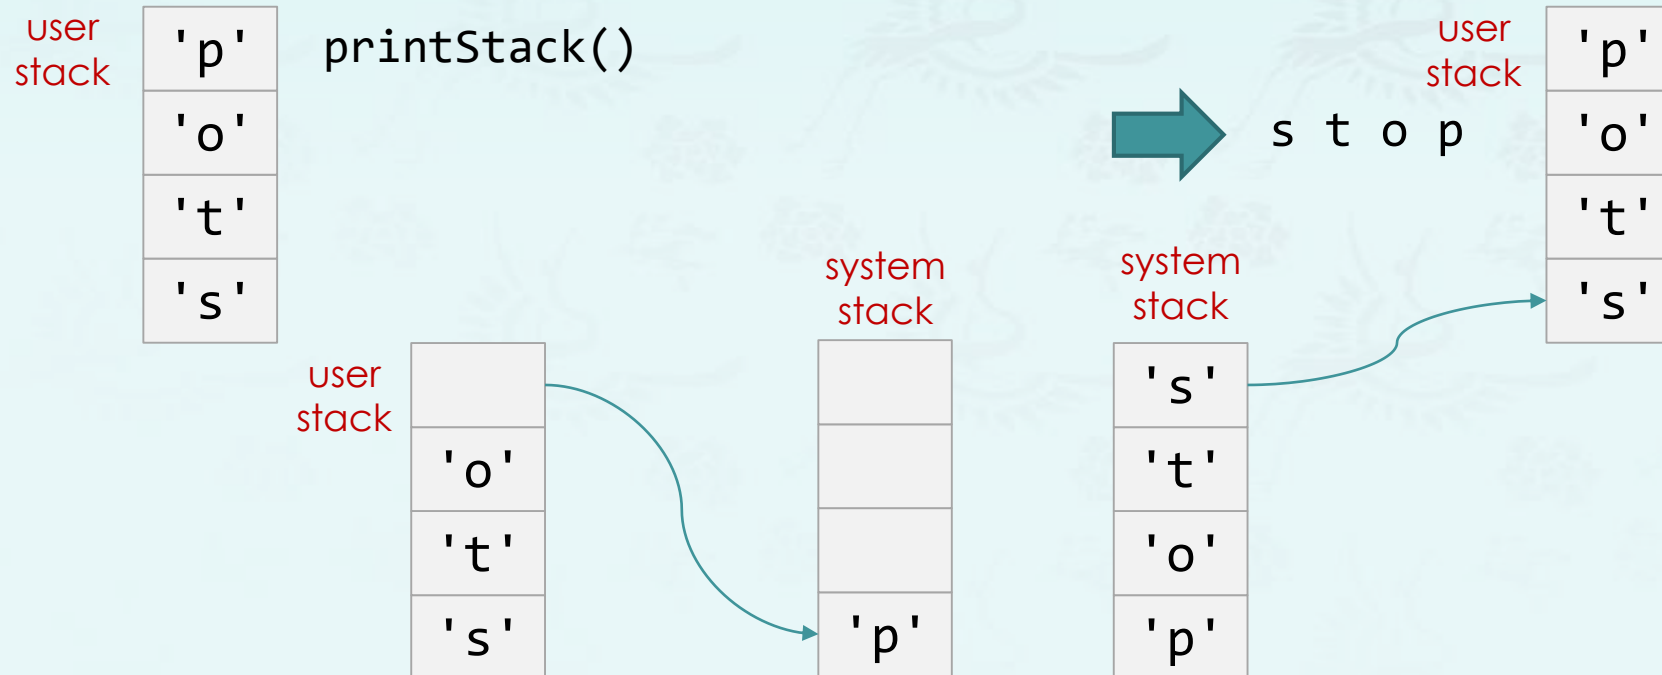 user
stack
'p'
'o'
't'
's'
printStack()
s t o p
user
stack
'p'
'o'
't'
's'
user
stack
'o'
't'
's'
system
stack
'p'
system
stack
's'
't'
'o'
'p'